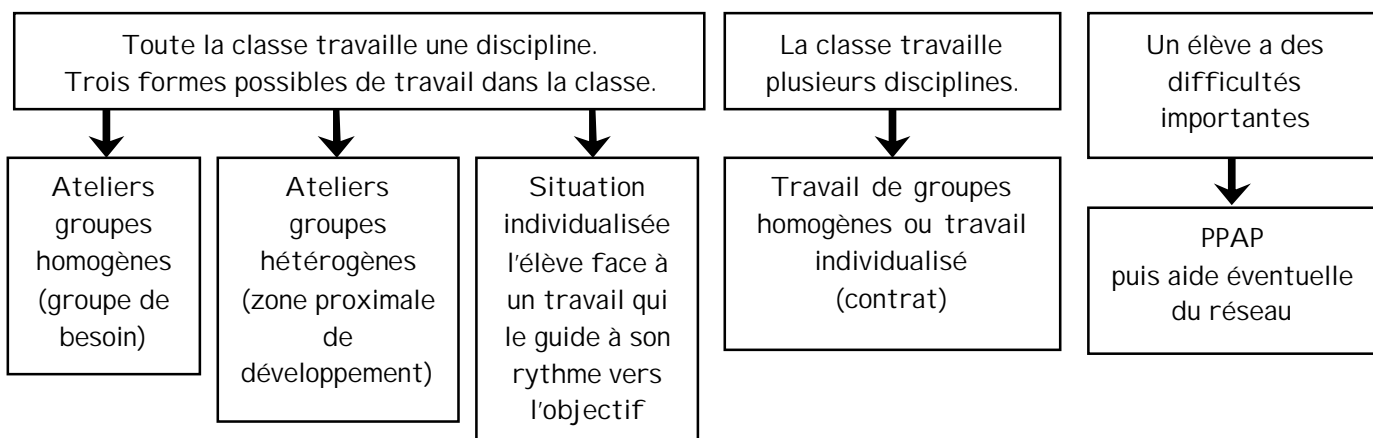 Toute la classe travaille une discipline.
Trois formes possibles de travail dans la classe.
La classe travaille
plusieurs disciplines.
Un élève a des
difficultés
importantes
Ateliers
groupes
homogènes
(groupe de
besoin)
Ateliers
groupes
hétérogènes
(zone proximale
de
développement)
Situation
individualisée
l'élève face à
un travail qui
le guide à son
rythme vers
l'objectif
Travail de groupes
homogènes ou travail
individualisé
(contrat)
PPAP
puis aide éventuelle
du réseau